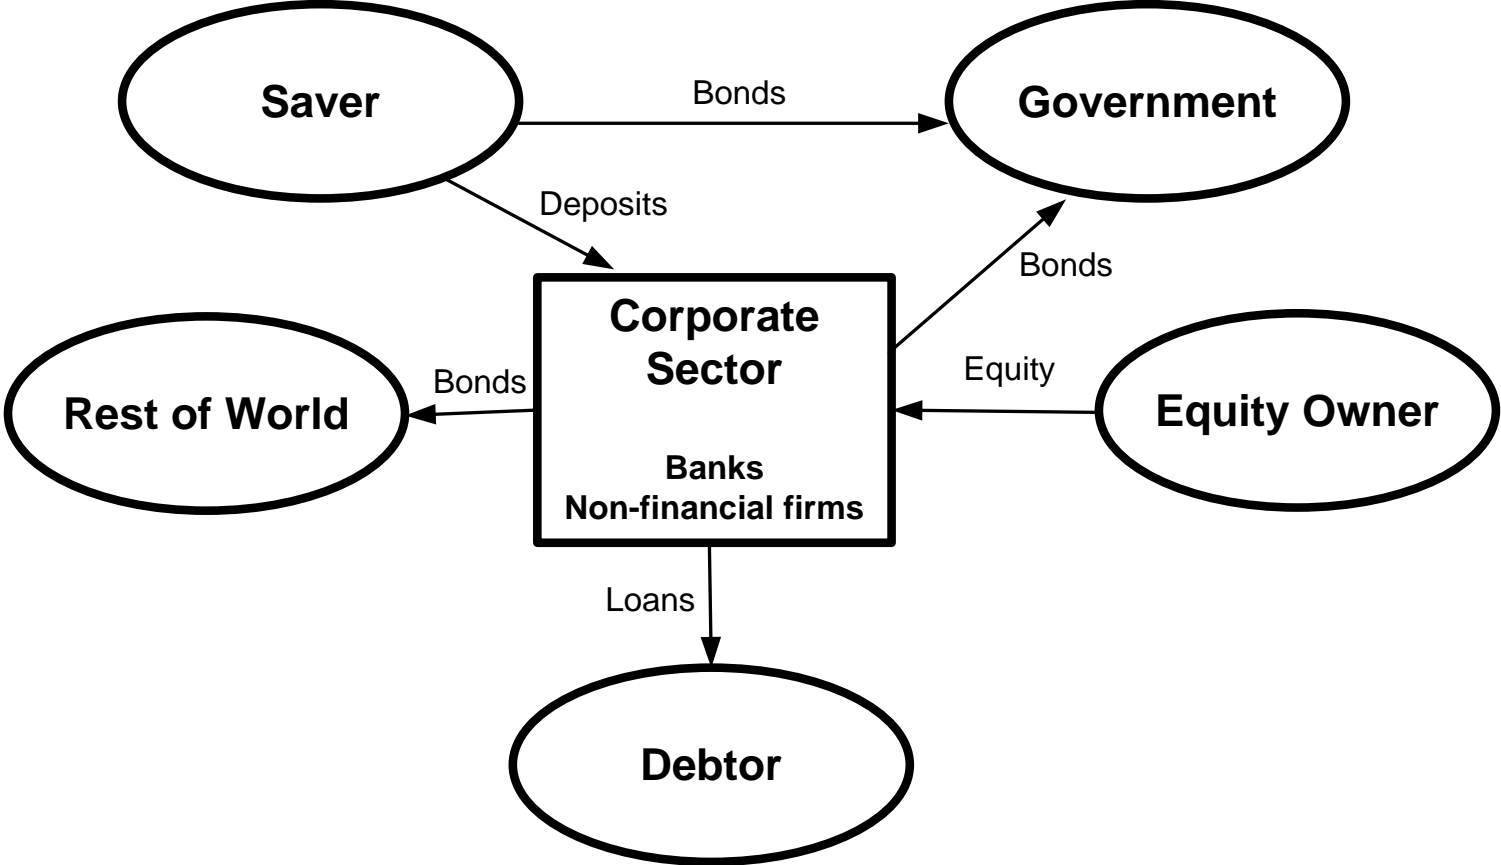 Saver
Bonds
Government
Deposits
Bonds
Corporate
Sector
Equity
Bonds
Rest of World
Equity Owner
Banks
Non-financial firms
Loans
Debtor